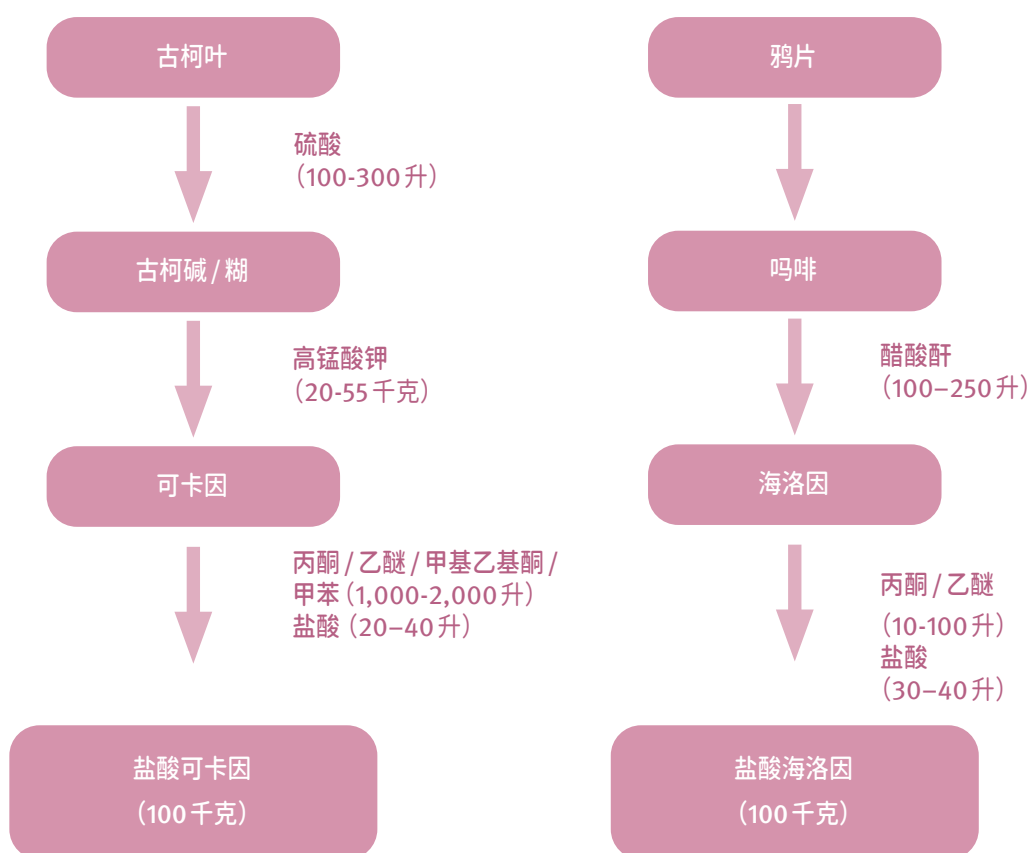 古柯叶
硫酸
（100-300升）
古柯碱/糊
高锰酸钾
（20-55千克）
可卡因
丙酮/乙醚/甲基乙基酮/
甲苯（1,000-2,000升）
盐酸（20–40升）
盐酸可卡因
（100千克）
鸦片
吗啡
醋酸酐
（100–250升）
海洛因
丙酮/乙醚
（10-100升）
盐酸
（30–40升）
盐酸海洛因
（100千克）